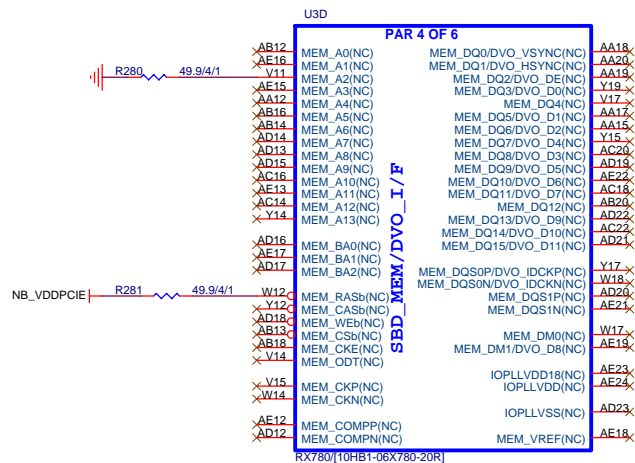 U3D
PAR 4 OF 6
AB12 MEM_A0(NC) MEM_DQ0/DVO_VSYNC(NC) AA18
AE16 MEM_A1(NC) MEM_DQ1/DVO_HSYNC(NC) AA20
R280 49.9/4/1 V11 MEM_A2(NC) MEM_DQ2/DVO_DE(NC) AA19
AE15 MEM_A3(NC) MEM_DQ3/DVO_D0(NC) Y19
AA12 MEM_A4(NC) MEM_DQ4(NC) V17
AB16 MEM_A5(NC) MEM_DQ5/DVO_D1(NC) AA17
AB14 MEM_A6(NC) MEM_DQ6/DVO_D2(NC) AA15
AD14 MEM_A7(NC) MEM_DQ7/DVO_D4(NC) Y15
AD13 MEM_A8(NC) MEM_DQ8/DVO_D3(NC) AC20
AD15 MEM_A9(NC) MEM_DQ9/DVO_D5(NC) AD19
AC16 MEM_A10(NC) MEM_DQ10/DVO_D6(NC) AE22
AE13 MEM_A11(NC) MEM_DQ11/DVO_D7(NC) AC18
AC14 MEM_A12(NC) MEM_DQ12(NC) AB20
Y14 MEM_A13(NC) MEM_DQ13/DVO_D9(NC) AD22
MEM_DQ14/DVO_D10(NC) AC22
AD16 MEM_BA0(NC) MEM_DQ15/DVO_D11(NC) AD21
AE17 MEM_BA1(NC)
AD17 MEM_BA2(NC) MEM_DQS0P/DVO_IDCKP(NC) Y17
MEM_DQS0N/DVO_IDCKN(NC) W18
NB_VDDPCIE R281 49.9/4/1 W12 MEM_RASb(NC) MEM_DQS1P(NC) AD20
Y12 MEM_CASb(NC) MEM_DQS1N(NC) AE21
AD18 MEM_WEb(NC)
AB13 MEM_CSb(NC) MEM_DM0(NC) W17
AB18 MEM_CKE(NC) MEM_DM1/DVO_D8(NC) AE19
V14 MEM_ODT(NC)
IOPLLVDD18(NC) AE23
V15 MEM_CKP(NC) IOPLLVDD(NC) AE24
W14 MEM_CKN(NC)
IOPLLVSS(NC) AD23
AE12 MEM_COMPP(NC)
AD12 MEM_COMPN(NC) MEM_VREF(NC) AE18
SBD_MEM/DVO_I/F
RX780/[10HB1-06X780-20R]